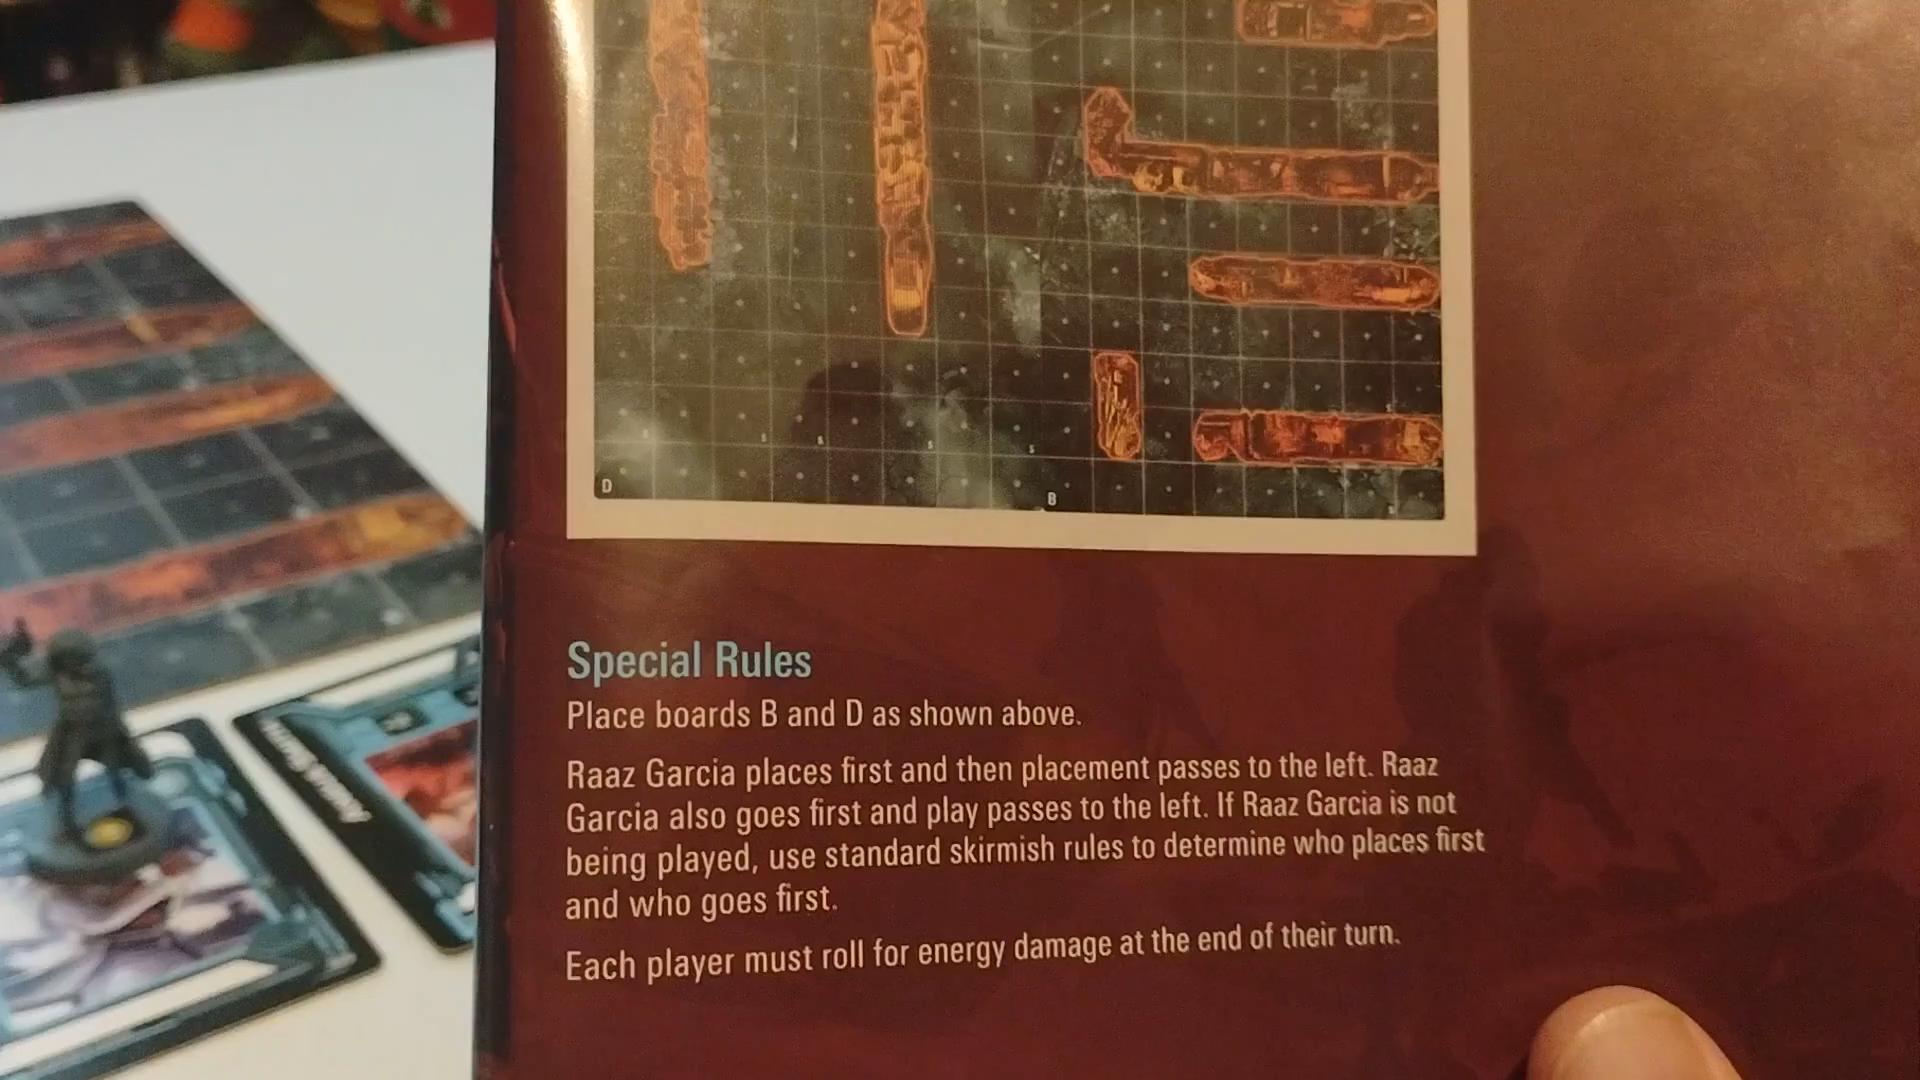 D
B
Special Rules
Place boards B and D as shown above.
Raaz Garcia places first and then placement passes to the left. Raaz
Garcia also goes first and play passes to the left. If Raaz Garcia is not
being played, use standard skirmish rules to determine who places first
and who goes first.
Each player must roll for energy damage at the end of their turn.